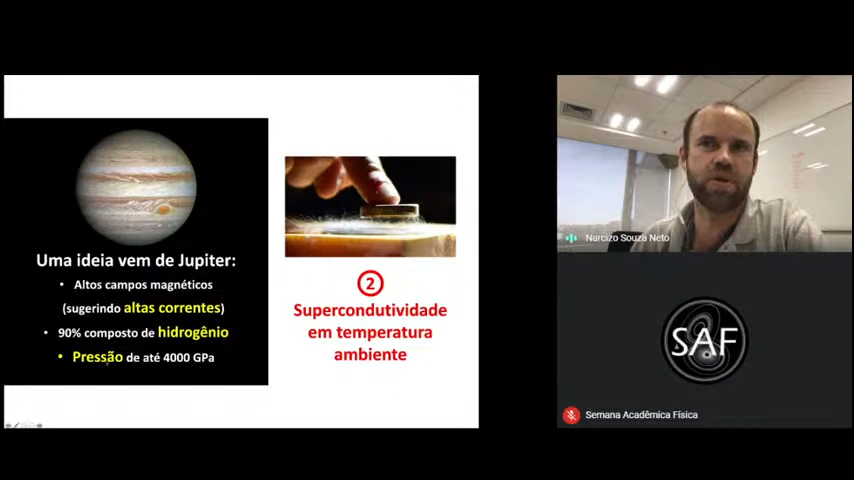 Uma ideia vem de Jupiter:
• Altos campos magnéticos
(sugerindo altas correntes)
• 90% composto de hidrogênio
• Pressão de até 4000 GPa
2
Supercondutividade
em temperatura
ambiente
Narcizo Souza Neto
SAF
Semana Acadêmica Física